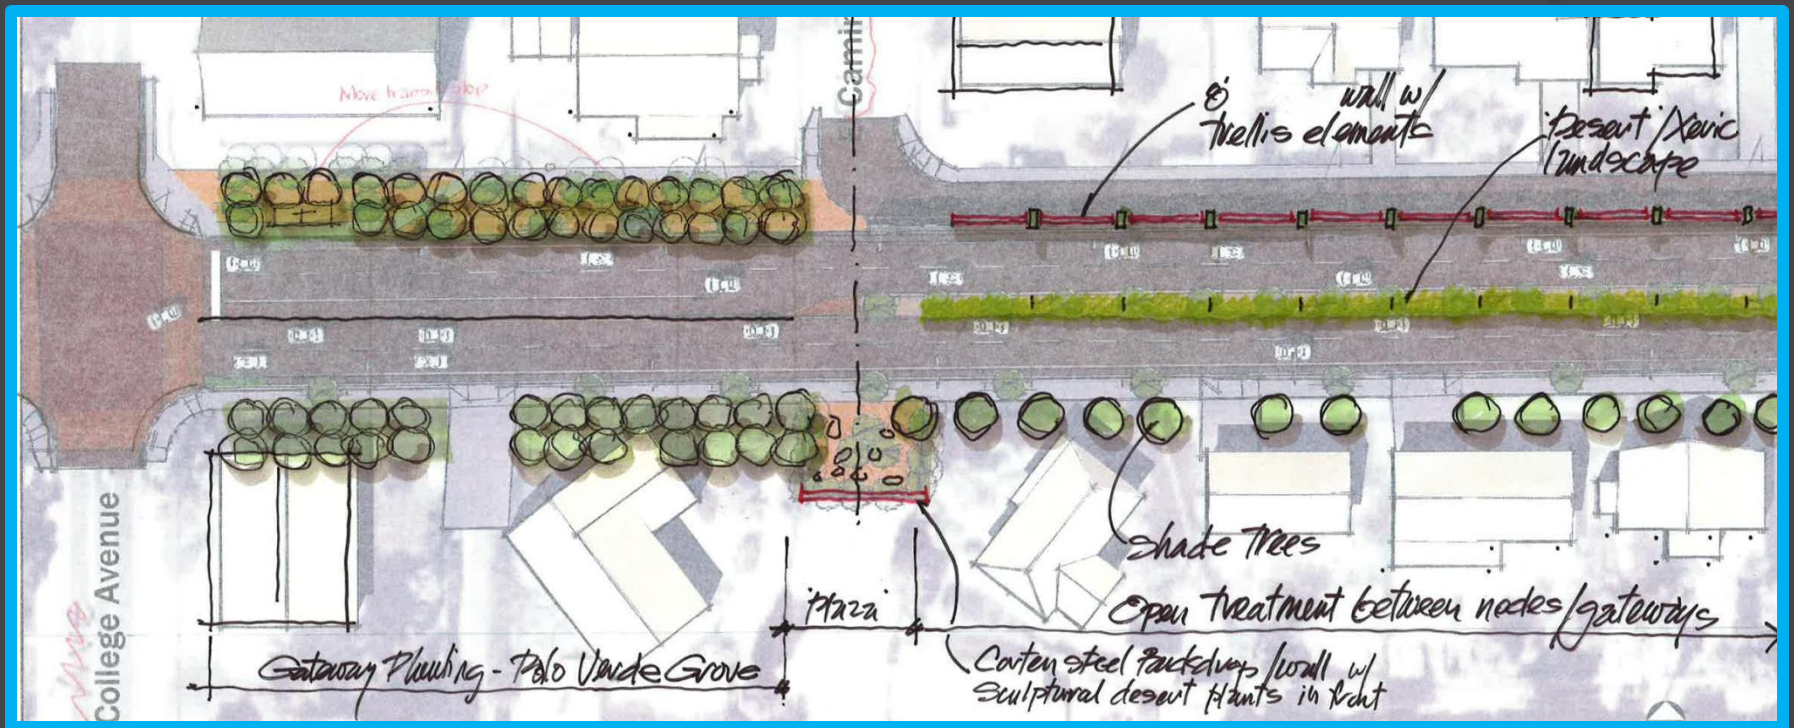 Move transit stop
Camin
8' wall w/
trellis elements
Desert/Xeric
landscape
College Avenue
Shade Trees
Plaza
Open Treatment between nodes/gateways
Gateway Planting - Palo Verde Grove
Corten steel Backdrop/wall w/
Sculptural desert plants in front